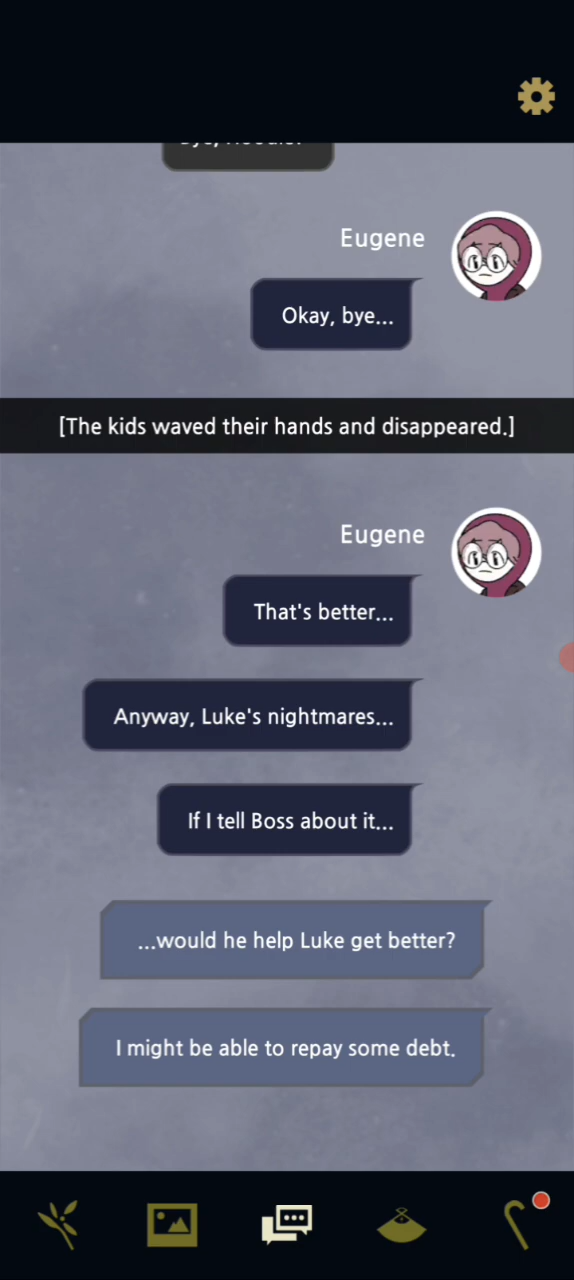 Eugene
Okay, bye...
[The kids waved their hands and disappeared.]
Eugene
That's better...
Anyway, Luke's nightmares...
If I tell Boss about it...
...would he help Luke get better?
I might be able to repay some debt.